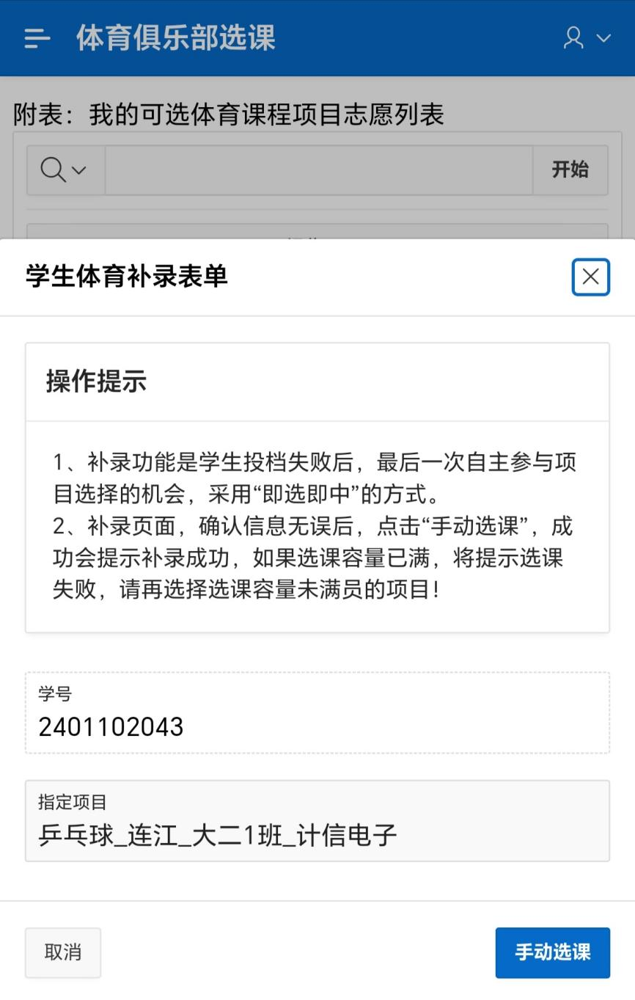 体育俱乐部选课
附表：我的可选体育课程项目志愿列表
开始
学生体育补录表单
操作提示
1、补录功能是学生投档失败后，最后一次自主参与项
目选择的机会，采用“即选即中”的方式。
2、补录页面，确认信息无误后，点击“手动选课”，成
功会提示补录成功，如果选课容量已满，将提示选课
失败，请再选择选课容量未满员的项目！
学号
2401102043
指定项目
乒乓球_连江_大二1班_计信电子
取消
手动选课